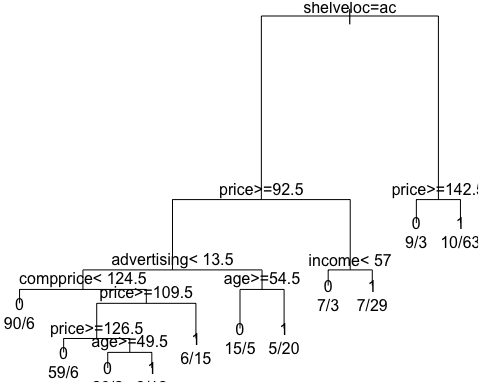 shelveloc=ac
price>=92.5
price>=142.5
0
1
9/3
10/63
advertising< 13.5
income< 57
compprice< 124.5
age>=54.5
0
1
price>=109.5
7/3
7/29
0
90/6
price>=126.5
0
1
15/5
5/20
age>=49.5
1
6/15
0
59/6
0
1